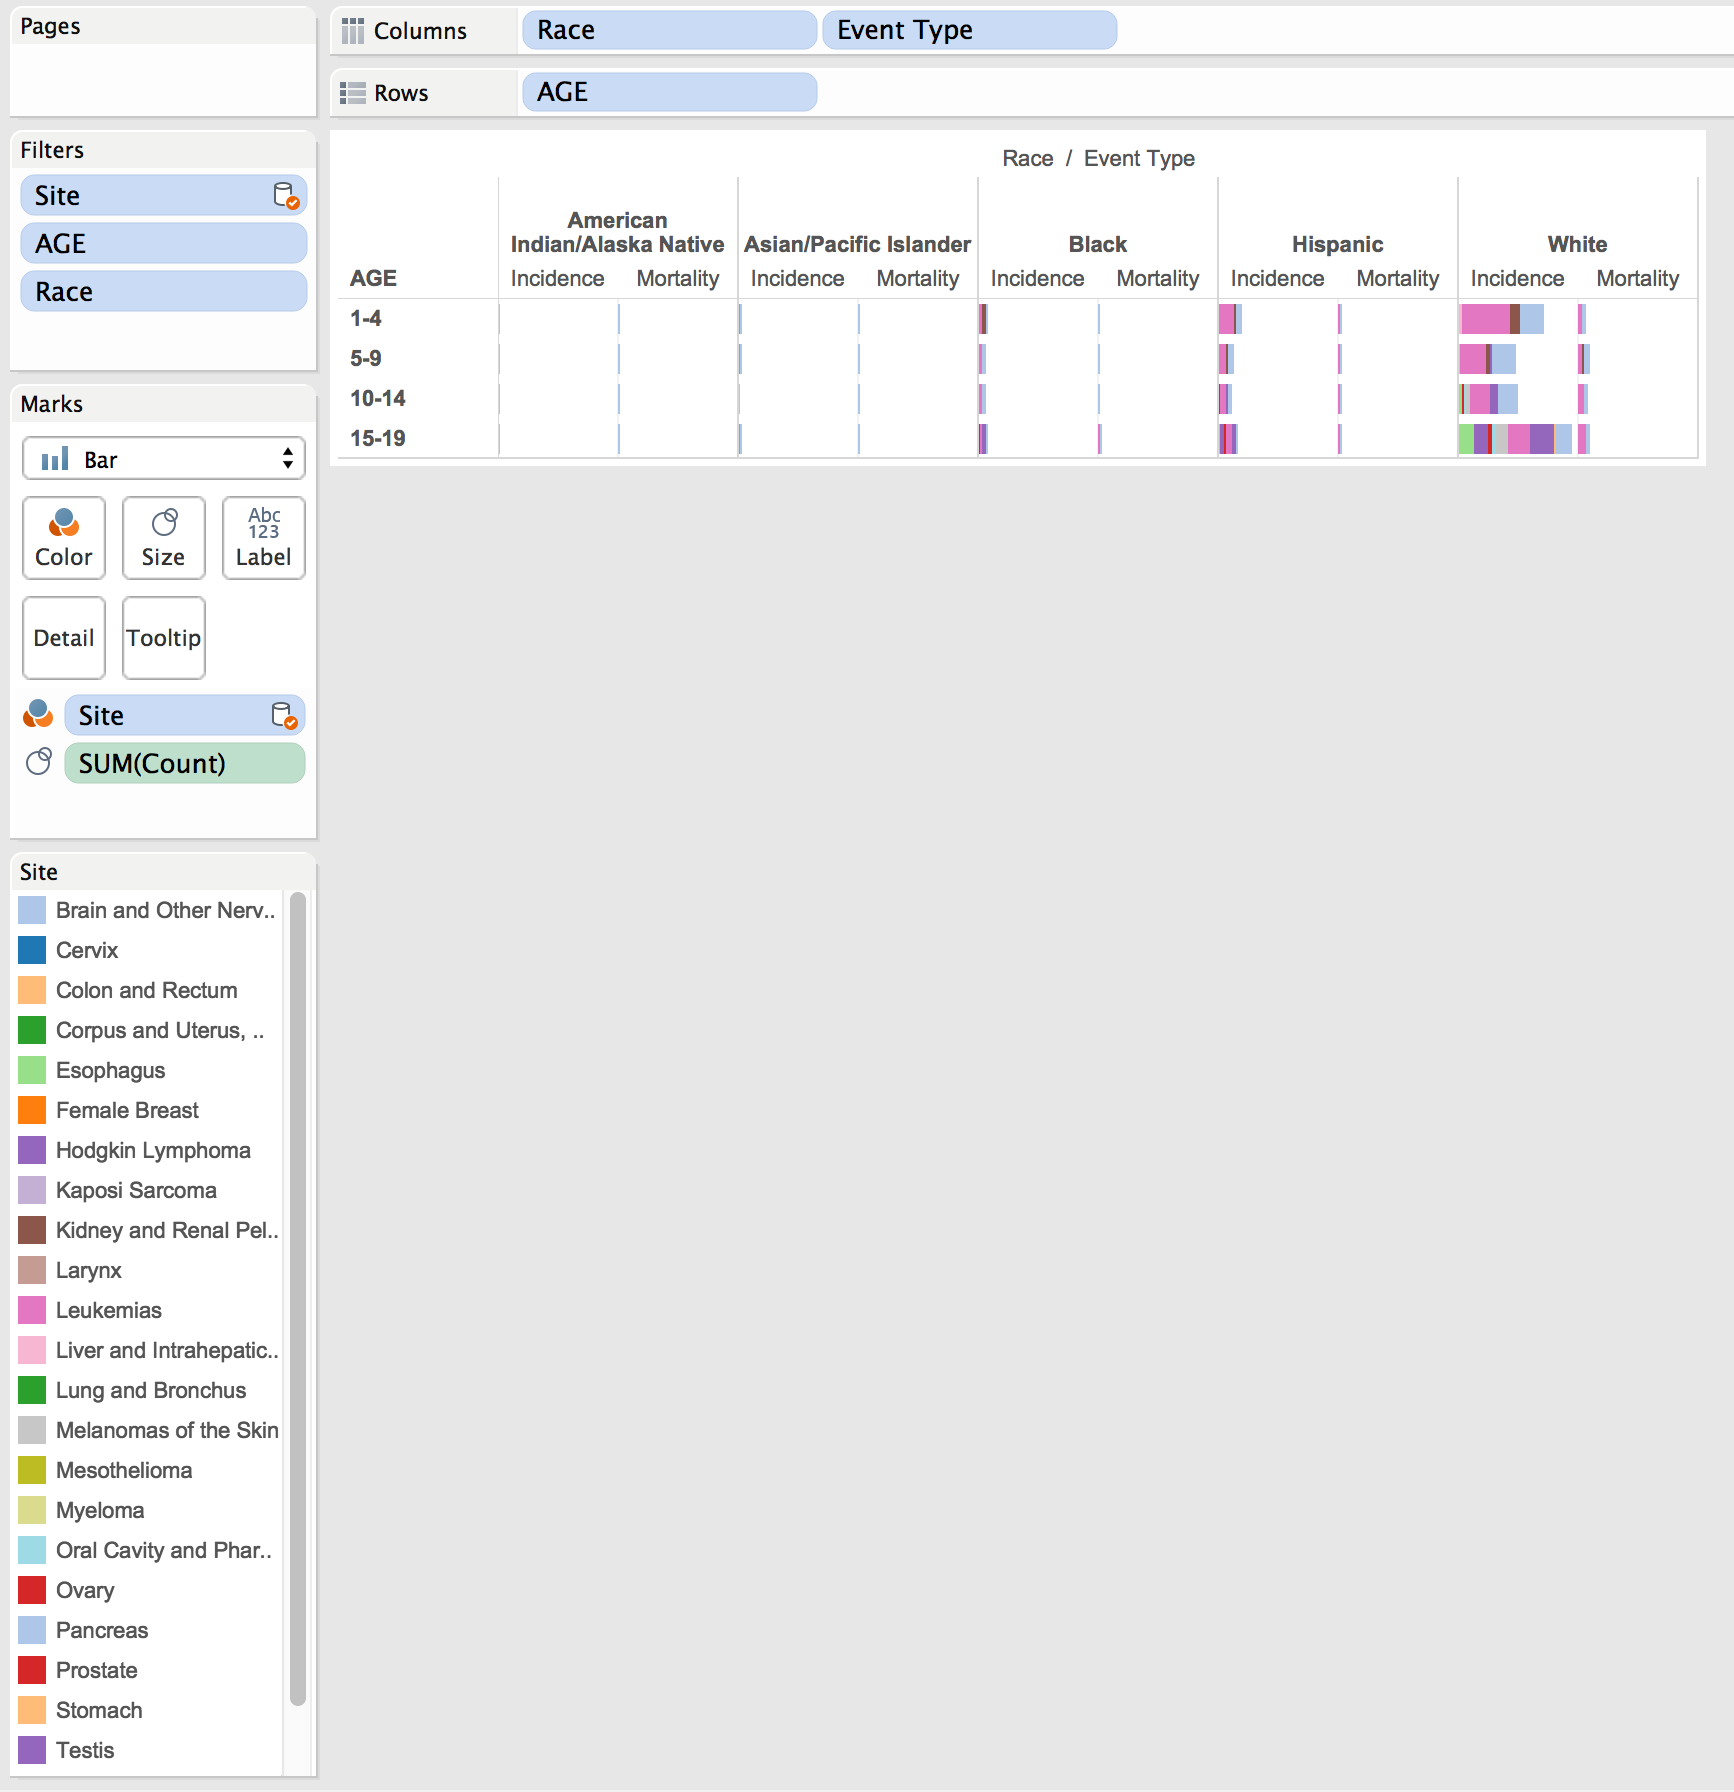 Pages
Columns
Race
Event Type
Rows
AGE
Filters
Site
AGE
Race
Marks
Bar
Color
Size
Abc
123
Label
Detail
Tooltip
Site
SUM(Count)
Race / Event Type
American
Indian/Alaska Native
Asian/Pacific Islander
Black
Hispanic
White
AGE
Incidence
Mortality
Incidence
Mortality
Incidence
Mortality
Incidence
Mortality
Incidence
Mortality
1-4
5-9
10-14
15-19
Site
Brain and Other Nerv..
Cervix
Colon and Rectum
Corpus and Uterus, ..
Esophagus
Female Breast
Hodgkin Lymphoma
Kaposi Sarcoma
Kidney and Renal Pel..
Larynx
Leukemias
Liver and Intrahepatic..
Lung and Bronchus
Melanomas of the Skin
Mesothelioma
Myeloma
Oral Cavity and Phar..
Ovary
Pancreas
Prostate
Stomach
Testis